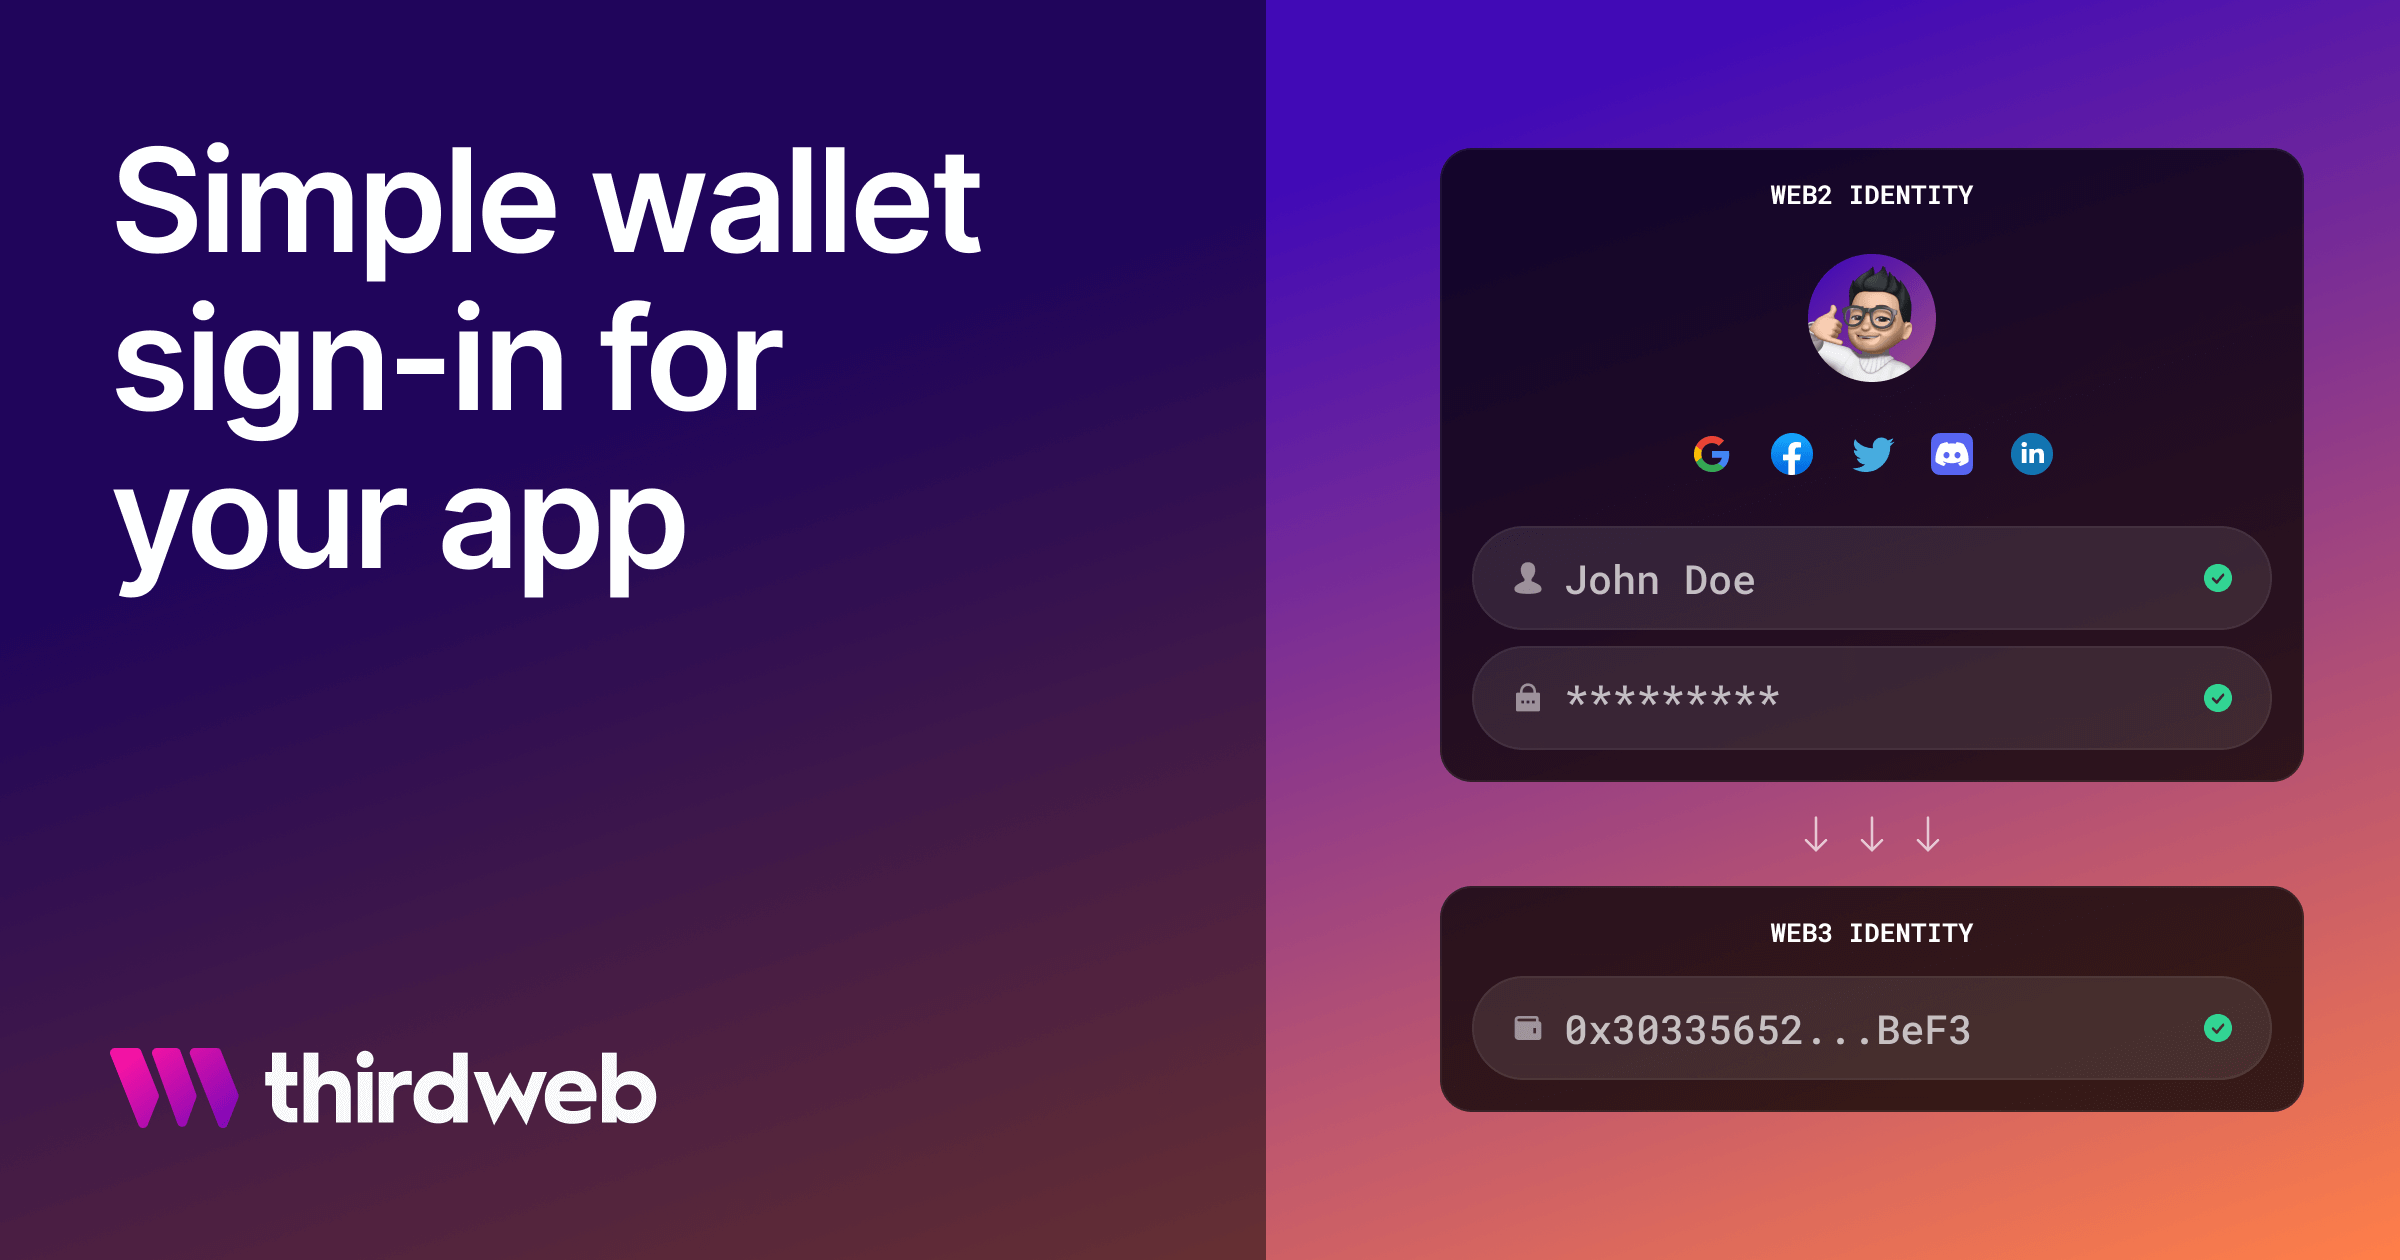 Simple wallet
sign-in for
your app
thirdweb
WEB2 IDENTITY
John Doe
*********
WEB3 IDENTITY
0x30335652...BeF3